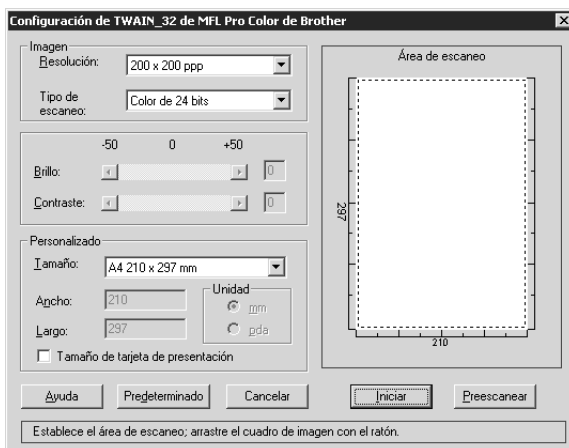 Configuración de TWAIN_32 de MFL Pro Color de Brother
Imagen
Resolución: 200 x 200 ppp
Tipo de escaneo: Color de 24 bits
-50 0 +50
Brillo: 0
Contraste: 0
Personalizado
Tamaño: A4 210 x 297 mm
Ancho: 210
Largo: 297
Unidad
mm
pda
Tamaño de tarjeta de presentación
Área de escaneo
297
210
Ayuda Predeterminado Cancelar Iniciar Preescanear
Establece el área de escaneo; arrastre el cuadro de imagen con el ratón.